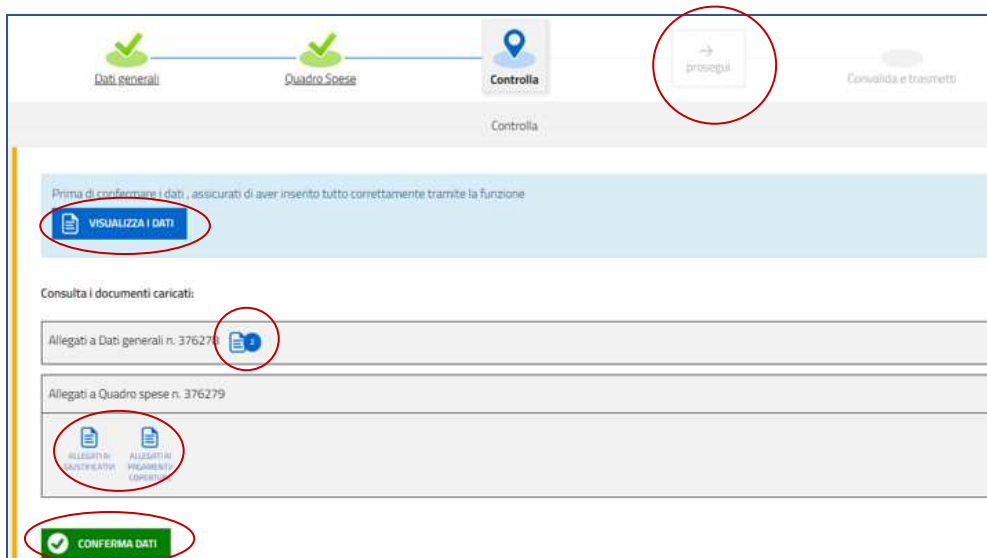 Dati generali
Quadro Spese
Controlla
prosegui
Convalida e trasmetti
Controlla
Prima di confermare i dati , assicurati di aver inserito tutto correttamente tramite la funzione
VISUALIZZA I DATI
Consulta i documenti caricati:
Allegati a Dati generali n. 376278
2
Allegati a Quadro spese n. 376279
ALLEGATI AI
GIUSTIFICATIVI
ALLEGATI AI
PAGAMENTI/
COPERTURE
CONFERMA DATI